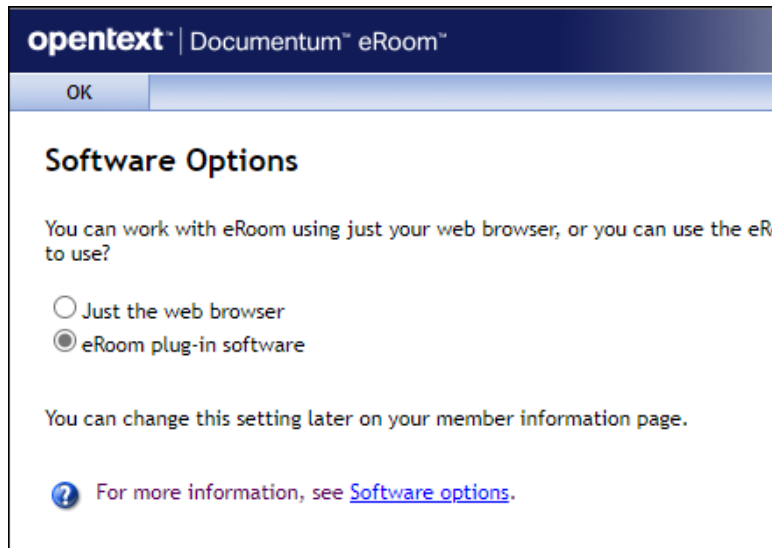 opentext™ | Documentum™ eRoom™
OK
Software Options
You can work with eRoom using just your web browser, or you can use the
to use?
Just the web browser
eRoom plug-in software
You can change this setting later on your member information page.
For more information, see Software options.